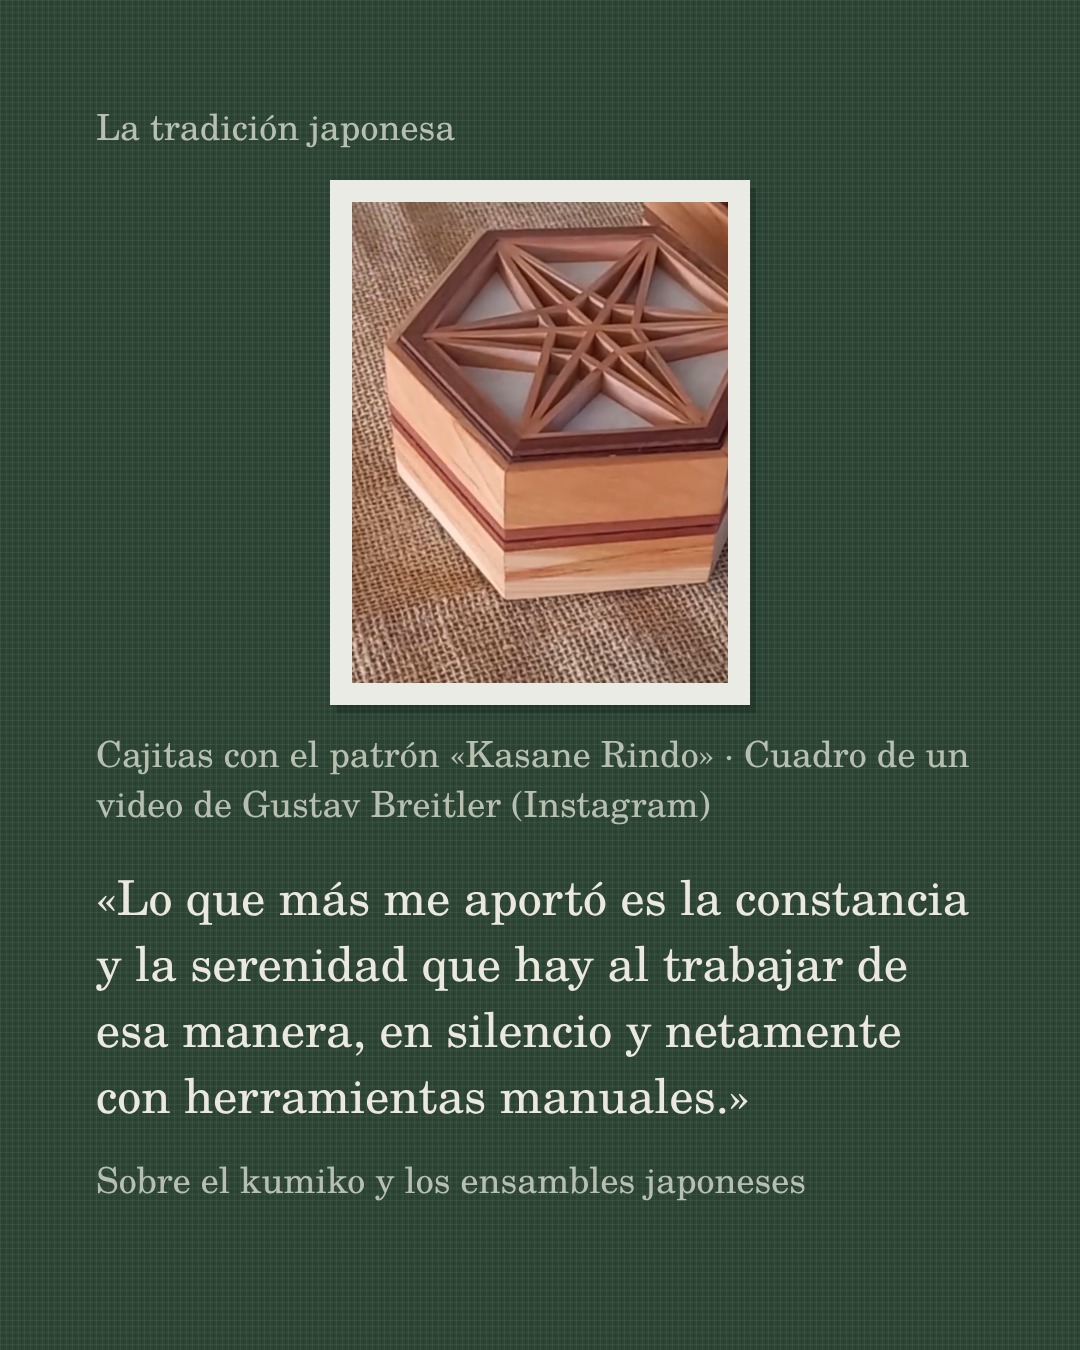 La tradición japonesa
Cajitas con el patrón «Kasane Rindo» · Cuadro de un
video de Gustav Breitler (Instagram)
«Lo que más me aportó es la constancia
y la serenidad que hay al trabajar de
esa manera, en silencio y netamente
con herramientas manuales.»
Sobre el kumiko y los ensambles japoneses